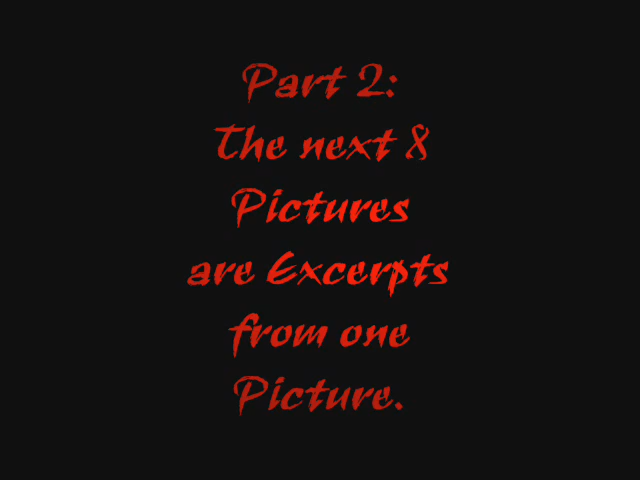 Part 2:
The next 8
Pictures
are Excerpts
from one
Picture.